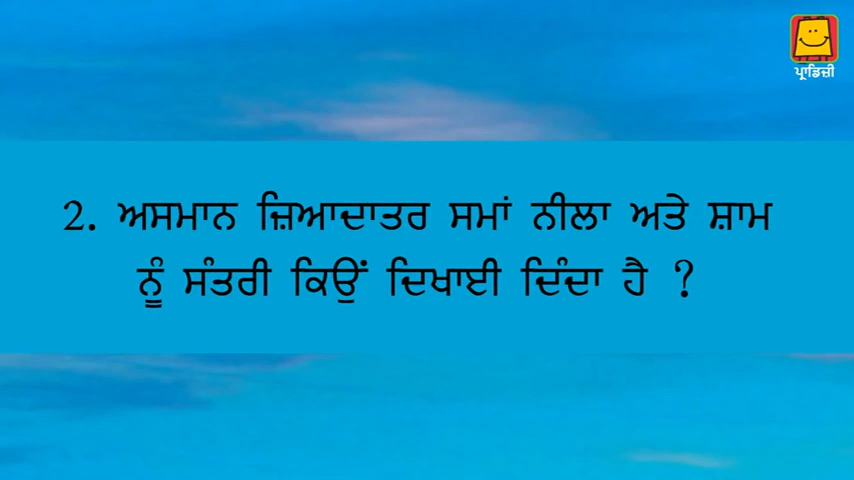 ਪ੍ਰਾਡਿਜ਼ੀ
2. ਅਸਮਾਨ ਜ਼ਿਆਦਾਤਰ ਸਮਾਂ ਨੀਲਾ ਅਤੇ ਸ਼ਾਮ
ਨੂੰ ਸੰਤਰੀ ਕਿਉਂ ਦਿਖਾਈ ਦਿੰਦਾ ਹੈ ?